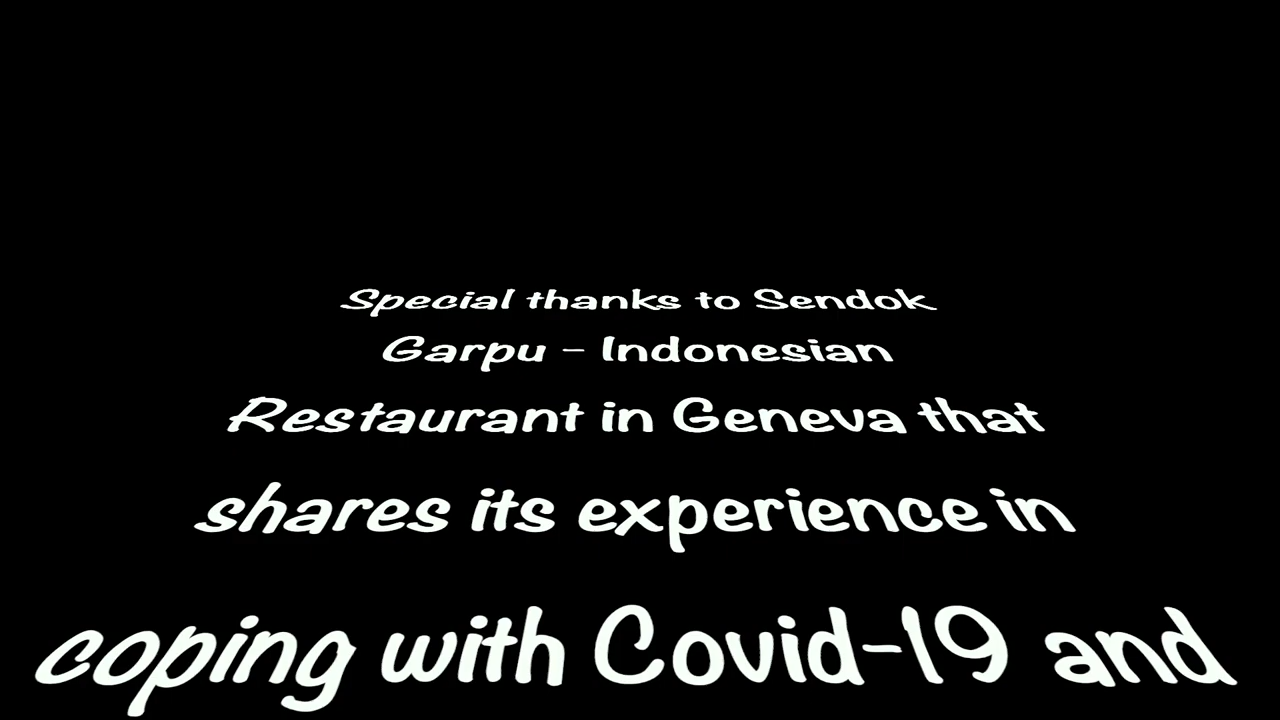 Special thanks to Sendok
Garpu - Indonesian
Restaurant in Geneva that
shares its experience in
coping with Covid-19 and